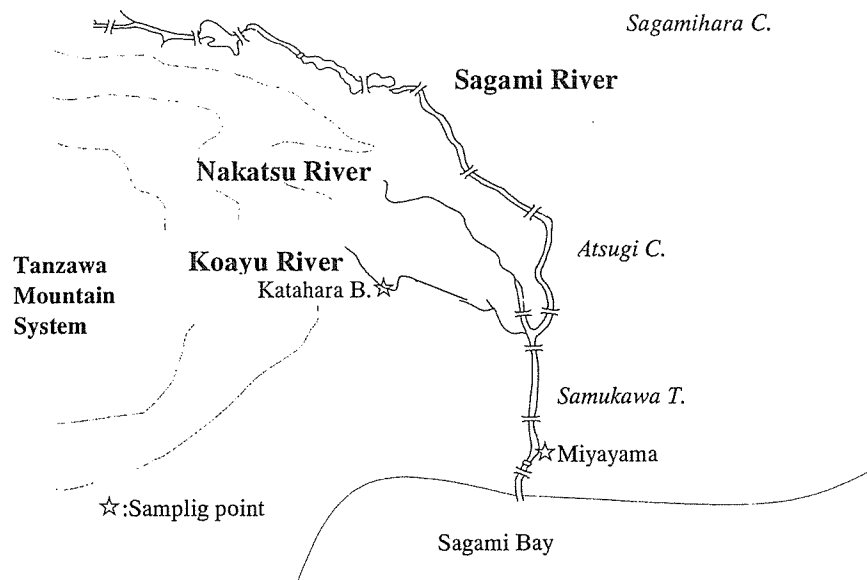 Sagamihara C.
Sagami River
Nakatsu River
Atsugi C.
Koayu River
Katahara B.
Tanzawa
Mountain
System
Samukawa T.
Miyayama
☆:Samplig point
Sagami Bay